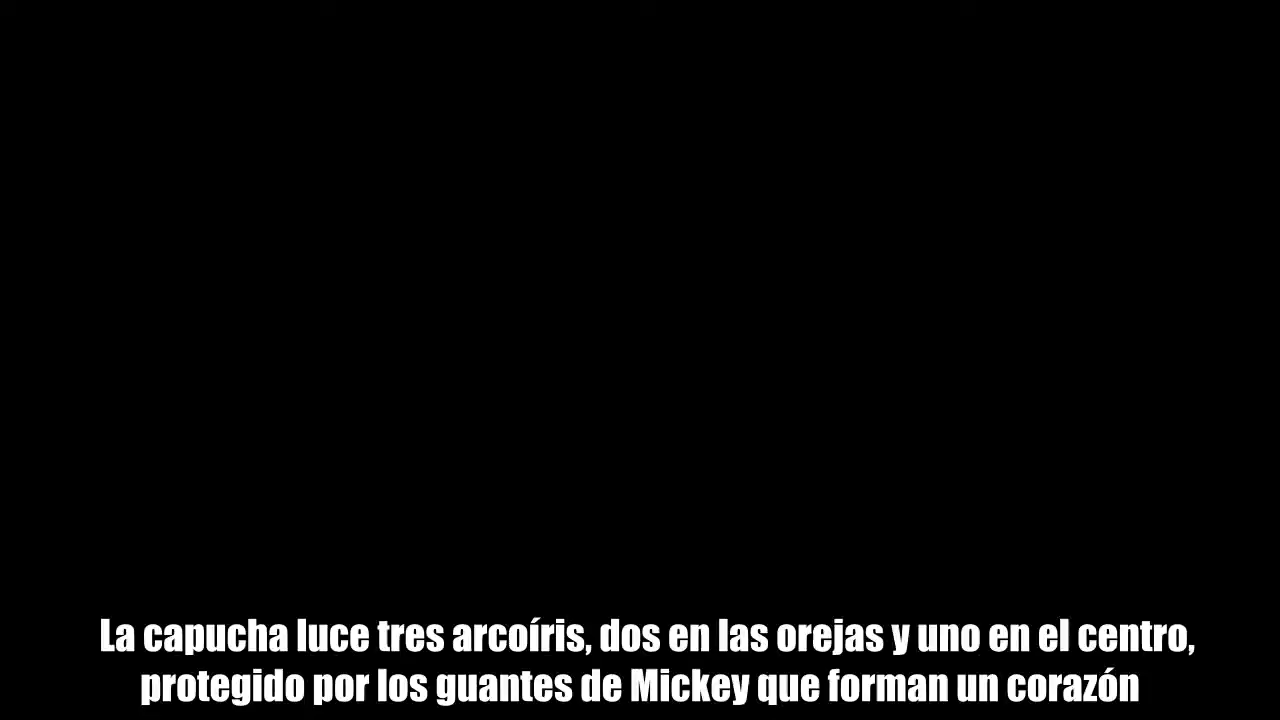 La capucha luce tres arcoíris, dos en las orejas y uno en el centro,
protegido por los guantes de Mickey que forman un corazón